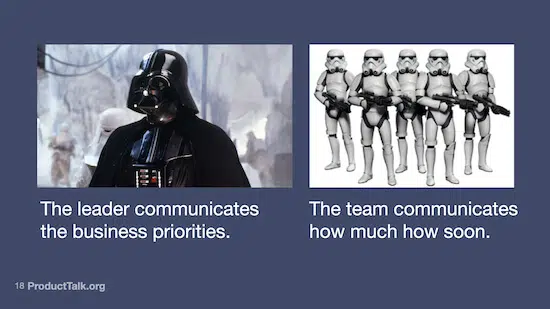 The leader communicates
the business priorities.
The team communicates
how much how soon.
18 ProductTalk.org